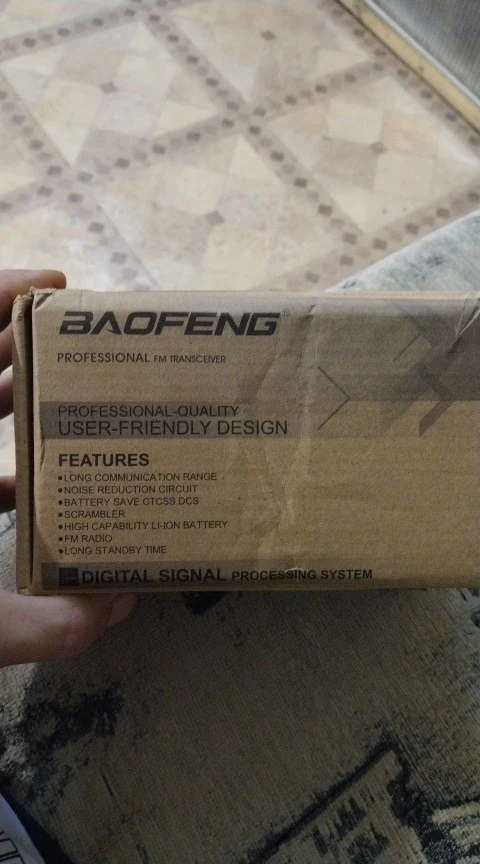 BAOFENG®
PROFESSIONAL FM TRANSCEIVER
PROFESSIONAL-QUALITY
USER-FRIENDLY DESIGN
FEATURES
•LONG COMMUNICATION RANGE
•NOISE REDUCTION CIRCUIT
•BATTERY SAVE.CTCSS DCS
•SCRAMBLER
•HIGH CAPABILITY LI-ION BATTERY
•FM RADIO
•LONG STANDBY TIME
DIGITAL SIGNAL PROCESSING SYSTEM